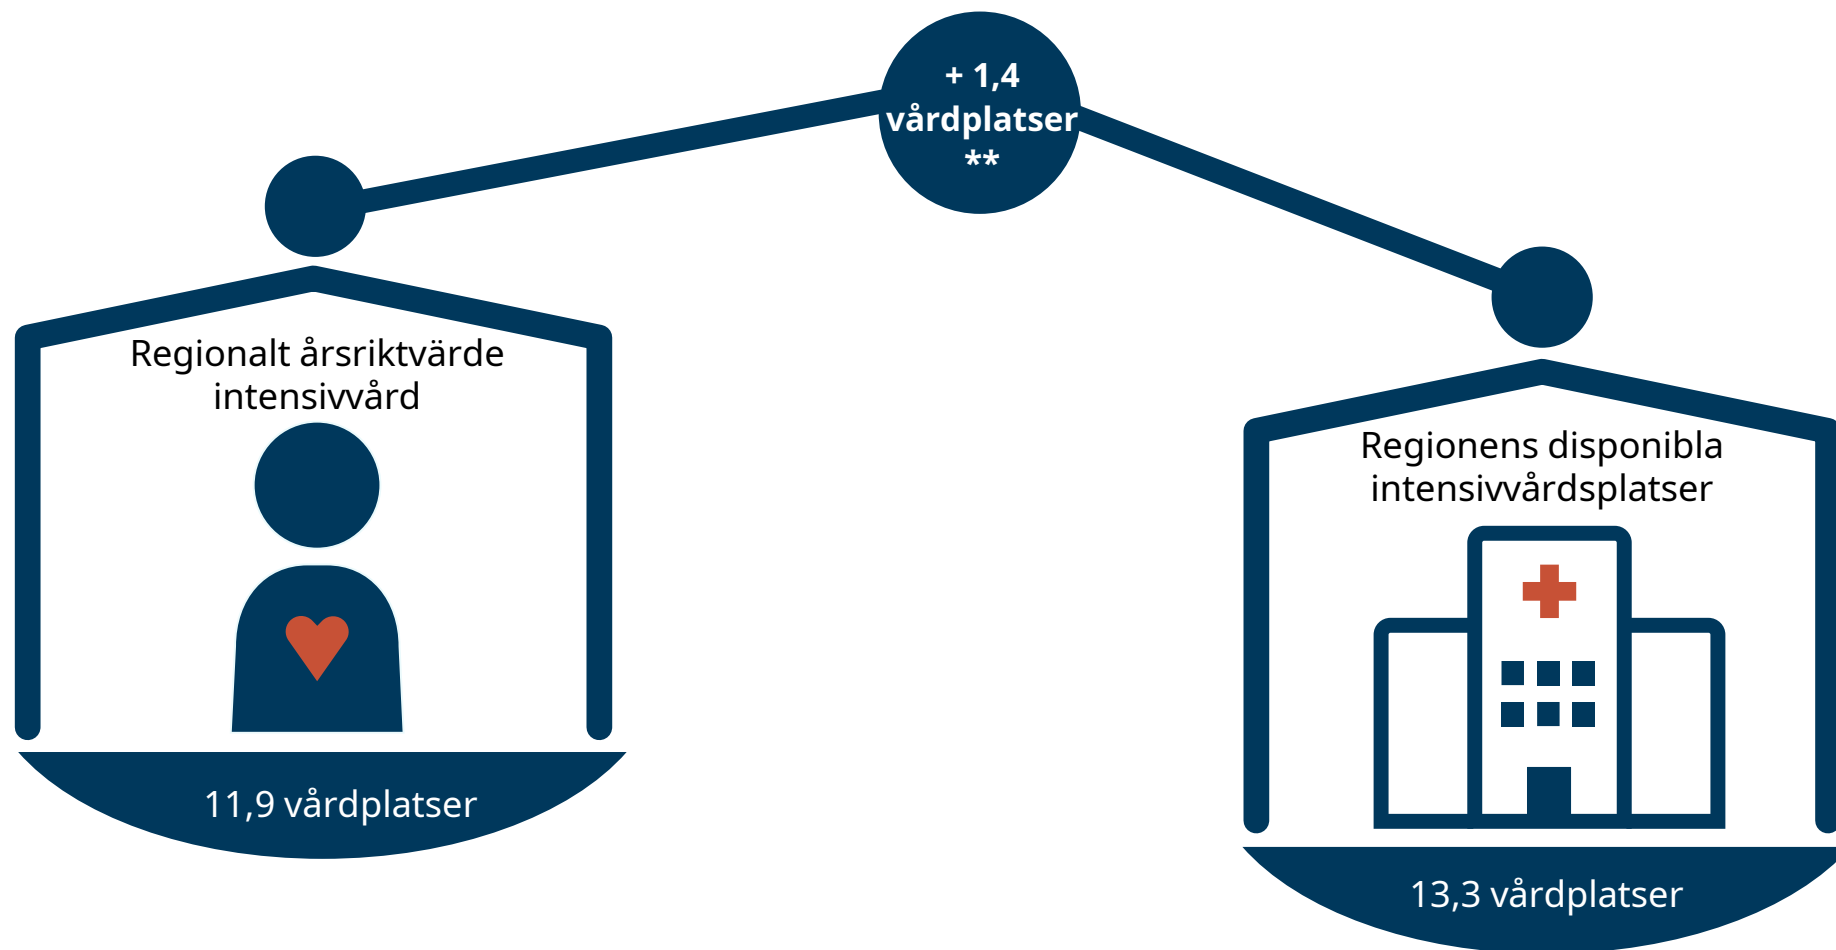 + 1,4
vårdplatser
**
Regionalt årsriktvärde
intensivvård
11,9 vårdplatser
Regionens disponibla
intensivvårdsplatser
13,3 vårdplatser